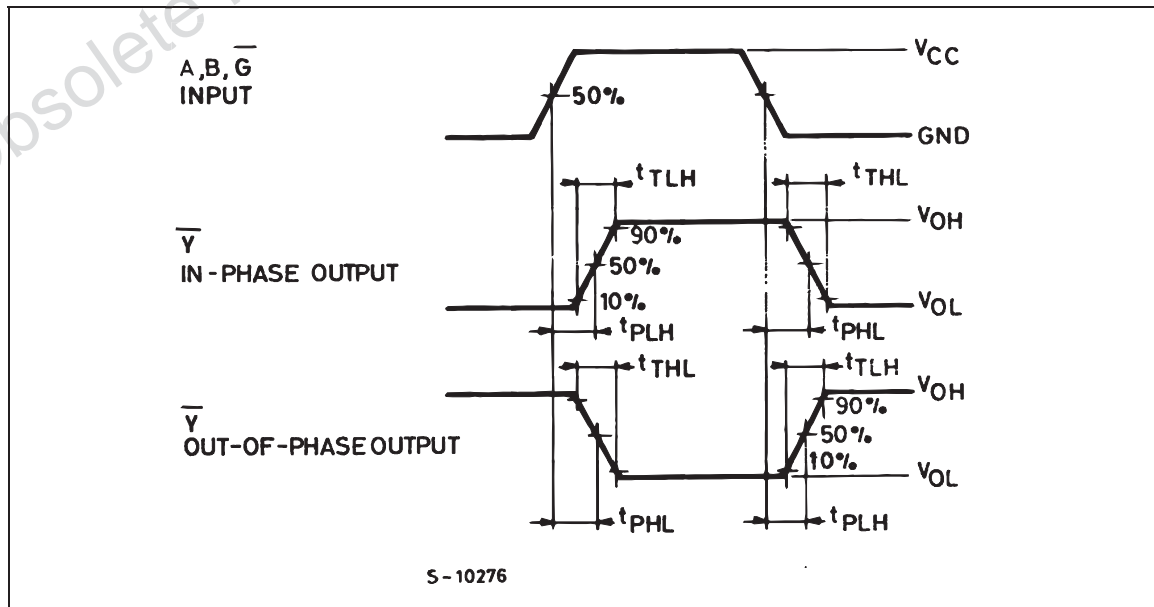 bsolete
A,B,G̅
INPUT
50%
VCC
GND
tTLH
tTHL
Y̅
IN-PHASE OUTPUT
90%
50%
10%
VOH
VOL
tPLH
tPHL
tTHL
tTLH
Y̅
OUT-OF-PHASE OUTPUT
VOH
90%
50%
10%
VOL
tPHL
tPLH
S-10276